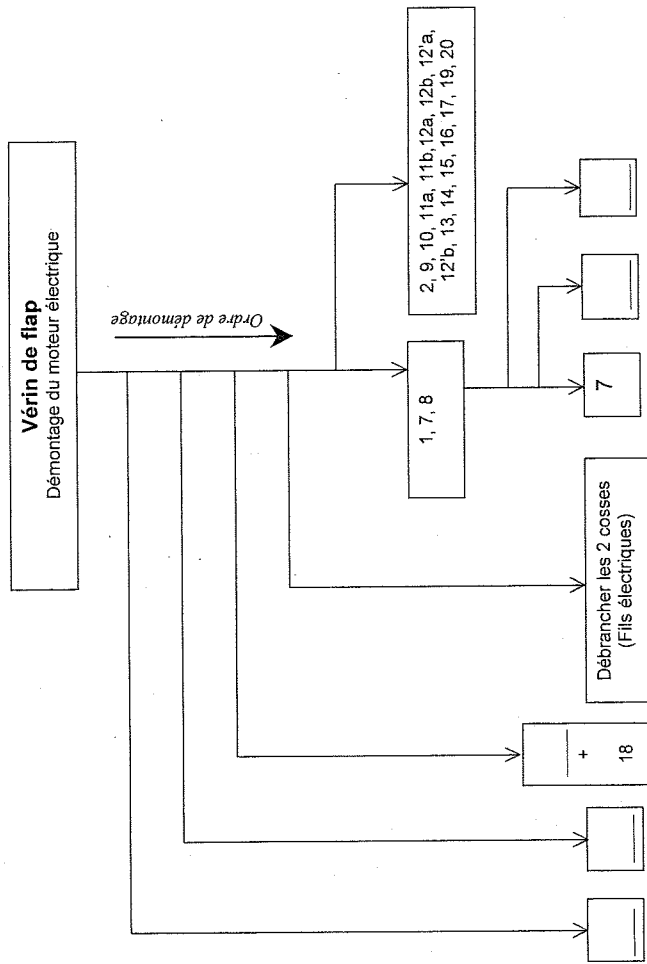 Vérin de flap
Démontage du moteur électrique
Ordre de démontage
2, 9, 10, 11a, 11b, 12a, 12b, 12'a,
12'b, 13, 14, 15, 16, 17, 19, 20
1, 7, 8
7
Débrancher les 2 cosses
(Fils électriques)
+
18